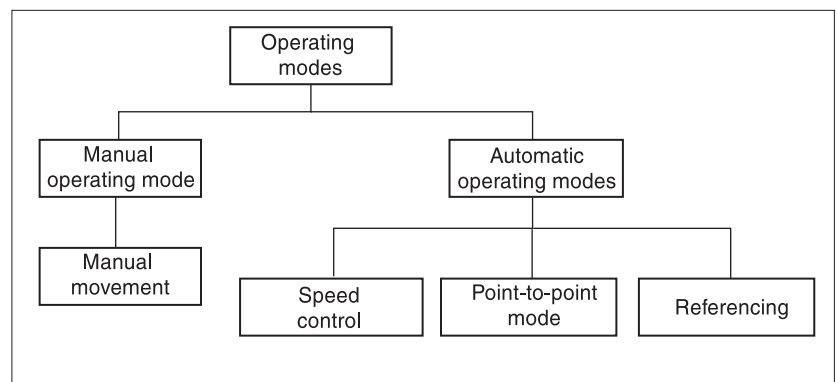 Operating
modes
Manual
operating mode
Automatic
operating modes
Manual
movement
Speed
control
Point-to-point
mode
Referencing